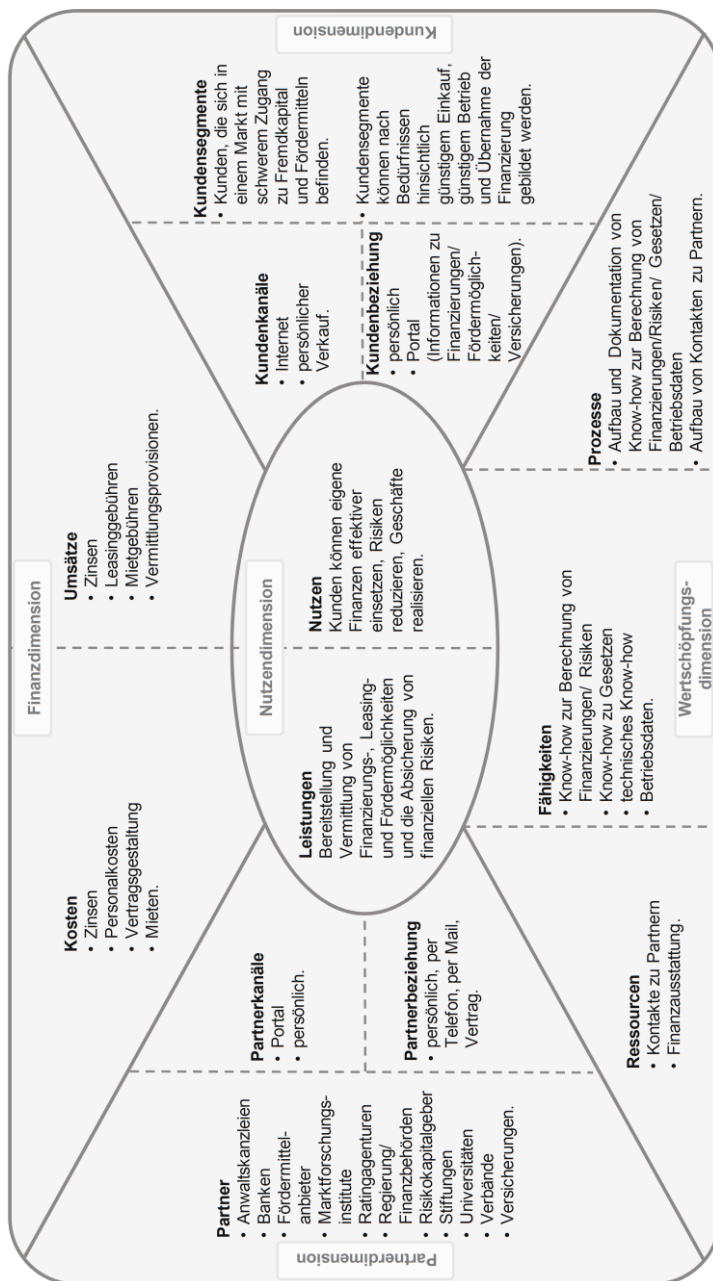 Finanzdimension
Kosten
• Zinsen
• Personalkosten
• Vertragsgestaltung
• Mieten.
Umsätze
• Zinsen
• Leasinggebühren
• Mietgebühren
• Vermittlungsprovisionen.
Partnerdimension
Partner
• Anwaltskanzleien
• Banken
• Fördermittel-
anbieter
• Marktforschungs-
institute
• Ratingagenturen
• Regierung/
Finanzbehörden
• Risikokapitalgeber
• Stiftungen
• Universitäten
• Verbände
• Versicherungen.
Partnerkanäle
• Portal
• persönlich.
Partnerbeziehung
• persönlich, per
Telefon, per Mail,
Vertrag.
Nutzendimension
Leistungen
Bereitstellung und
Vermittlung von
Finanzierungs-, Leasing-
und Fördermöglichkeiten
und die Absicherung von
finanziellen Risiken.
Nutzen
Kunden können eigene
Finanzen effektiver
einsetzen, Risiken
reduzieren, Geschäfte
realisieren.
Kundenkanäle
• Internet
• persönlicher
Verkauf.
Kundenbeziehung
• persönlich
• Portal
(Informationen zu
Finanzierungen/
Fördermöglich-
keiten/
Versicherungen).
Kundensegmente
• Kunden, die sich in
einem Markt mit
schwerem Zugang
zu Fremdkapital
und Fördermitteln
befinden.
• Kundensegmente
können nach
Bedürfnissen
hinsichtlich
günstigem Einkauf,
günstigem Betrieb
und Übernahme der
Finanzierung
gebildet werden.
Kundendimension
Ressourcen
• Kontakte zu Partnern
• Finanzausstattung.
Fähigkeiten
• Know-how zur Berechnung von
Finanzierungen/ Risiken
• Know-how zu Gesetzen
• technisches Know-how
• Betriebsdaten.
Prozesse
• Aufbau und Dokumentation von
Know-how zur Berechnung von
Finanzierungen/Risiken/ Gesetzen/
Betriebsdaten
• Aufbau von Kontakten zu Partnern.
Wertschöpfungs-
dimension